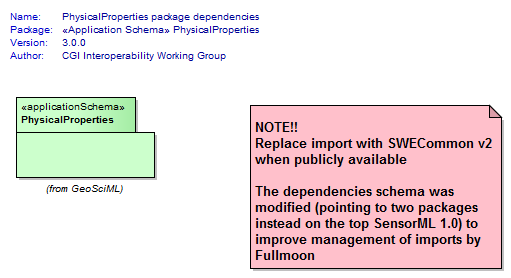 Name: PhysicalProperties package dependencies
Package: «Application Schema» PhysicalProperties
Version: 3.0.0
Author: CGI Interoperability Working Group
«applicationSchema»
PhysicalProperties
(from GeoSciML)
NOTE!!
Replace import with SWECommon v2
when publicly available
The dependencies schema was
modified (pointing to two packages
instead on the top SensorML 1.0) to
improve management of imports by
Fullmoon